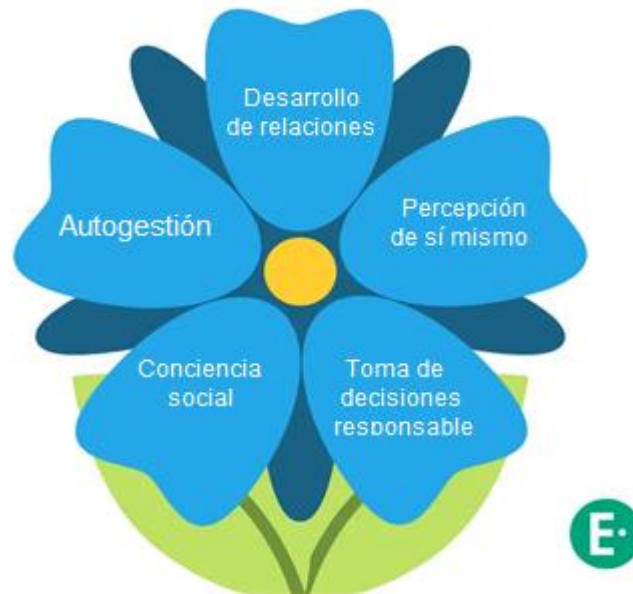 Desarrollo
de relaciones
Autogestión
Percepción
de sí mismo
Conciencia
social
Toma de
decisiones
responsable
E